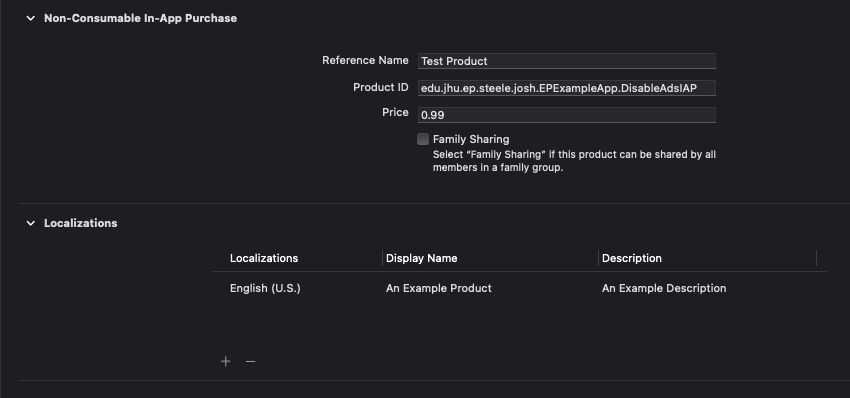 Non-Consumable In-App Purchase
Reference Name Test Product
Product ID edu.jhu.ep.steele.josh.EPExampleApp.DisableAdsIAP
Price 0.99
Family Sharing
Select “Family Sharing” if this product can be shared by all
members in a family group.
Localizations
Localizations Display Name Description
English (U.S.) An Example Product An Example Description
+ −